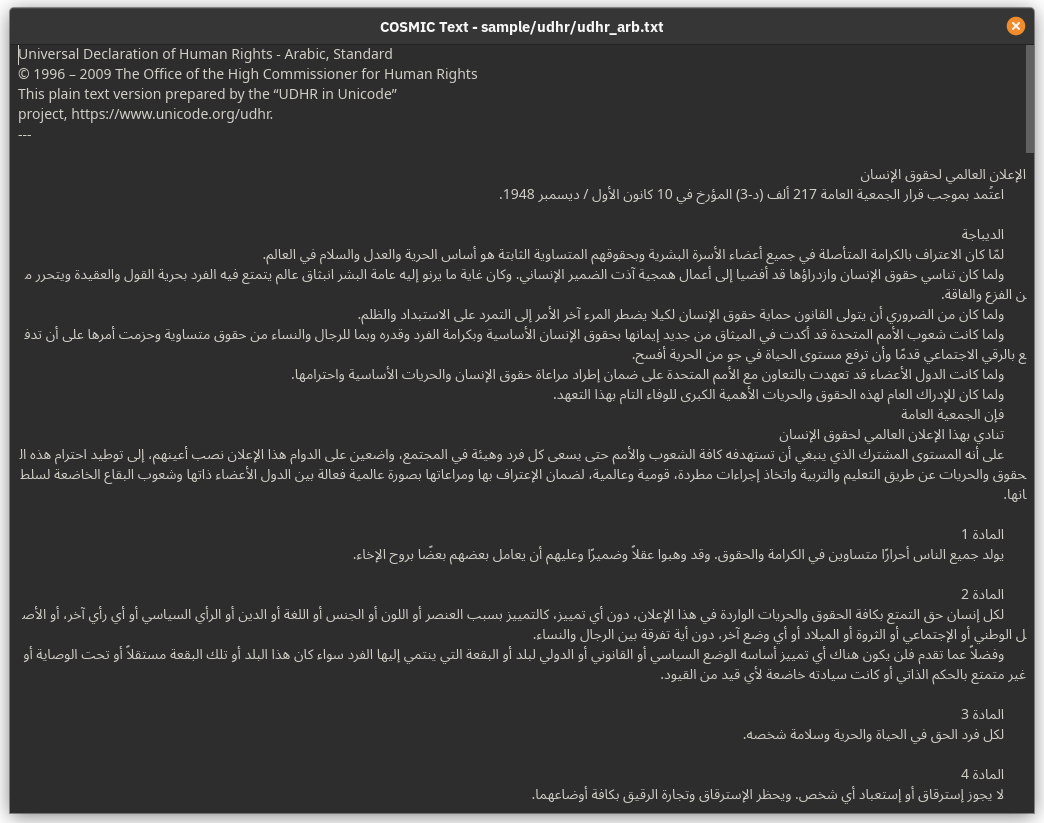 COSMIC Text - sample/udhr/udhr_arb.txt
Universal Declaration of Human Rights - Arabic, Standard
© 1996 – 2009 The Office of the High Commissioner for Human Rights
This plain text version prepared by the “UDHR in Unicode”
project, https://www.unicode.org/udhr.
---
الإعلان العالمي لحقوق الإنسان
اعتُمد بموجب قرار الجمعية العامة 217 ألف (د-3) المؤرخ في 10 كانون الأول / ديسمبر 1948.
الديباجة
لمّا كان الاعتراف بالكرامة المتأصلة في جميع أعضاء الأسرة البشرية وبحقوقهم المتساوية الثابتة هو أساس الحرية والعدل والسلام في العالم.
ولما كان تناسي حقوق الإنسان وازدراؤها قد أفضيا إلى أعمال همجية آذت الضمير الإنساني، وكان غاية ما يرنو إليه عامة البشر انبثاق عالم يتمتع فيه الفرد بحرية القول والعقيدة ويتحرر م
ن الفزع والفاقة.
ولما كان من الضروري أن يتولى القانون حماية حقوق الإنسان لكيلا يضطر المرء آخر الأمر إلى التمرد على الاستبداد والظلم.
ولما كانت شعوب الأمم المتحدة قد أكدت في الميثاق من جديد إيمانها بحقوق الإنسان الأساسية وبكرامة الفرد وقدره وبما للرجال والنساء من حقوق متساوية وحزمت أمرها على أن تدف
ع بالرقي الاجتماعي قدمًا وأن ترفع مستوى الحياة في جو من الحرية أفسح.
ولما كانت الدول الأعضاء قد تعهدت بالتعاون مع الأمم المتحدة على ضمان إطراد مراعاة حقوق الإنسان والحريات الأساسية واحترامها.
ولما كان للإدراك العام لهذه الحقوق والحريات الأهمية الكبرى للوفاء التام بهذا التعهد.
فإن الجمعية العامة
تنادي بهذا الإعلان العالمي لحقوق الإنسان
على أنه المستوى المشترك الذي ينبغي أن تستهدفه كافة الشعوب والأمم حتى يسعى كل فرد وهيئة في المجتمع، واضعين على الدوام هذا الإعلان نصب أعينهم، إلى توطيد احترام هذه ال
حقوق والحريات عن طريق التعليم والتربية واتخاذ إجراءات مطردة، قومية وعالمية، لضمان الإعتراف بها ومراعاتها بصورة عالمية فعالة بين الدول الأعضاء ذاتها وشعوب البقاع الخاضعة لسلط
انها.
المادة 1
يولد جميع الناس أحرارًا متساوين في الكرامة والحقوق. وقد وهبوا عقلاً وضميرًا وعليهم أن يعامل بعضهم بعضًا بروح الإخاء.
المادة 2
لكل إنسان حق التمتع بكافة الحقوق والحريات الواردة في هذا الإعلان، دون أي تمييز، كالتمييز بسبب العنصر أو اللون أو الجنس أو اللغة أو الدين أو الرأي السياسي أو أي رأي آخر، أو الأص
ل الوطني أو الإجتماعي أو الثروة أو الميلاد أو أي وضع آخر، دون أية تفرقة بين الرجال والنساء.
وفضلاً عما تقدم فلن يكون هناك أي تمييز أساسه الوضع السياسي أو القانوني أو الدولي لبلد أو البقعة التي ينتمي إليها الفرد سواء كان هذا البلد أو تلك البقعة مستقلاً أو تحت الوصاية أو
غير متمتع بالحكم الذاتي أو كانت سيادته خاضعة لأي قيد من القيود.
المادة 3
لكل فرد الحق في الحياة والحرية وسلامة شخصه.
المادة 4
لا يجوز إسترقاق أو إستعباد أي شخص. ويحظر الإسترقاق وتجارة الرقيق بكافة أوضاعهما.